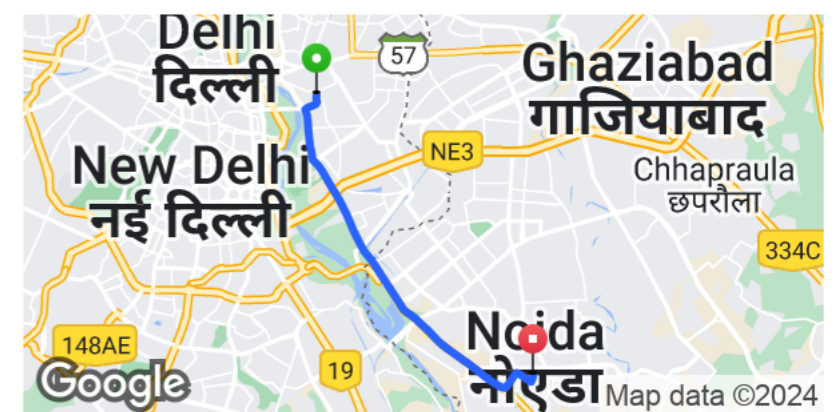 Delhi
दिल्ली
57
Ghaziabad
गाजियाबाद
NE3
New Delhi
नई दिल्ली
Chhapraula
छपरौला
334C
Noida
नोएडा
148AE
19
Google
Map data ©2024